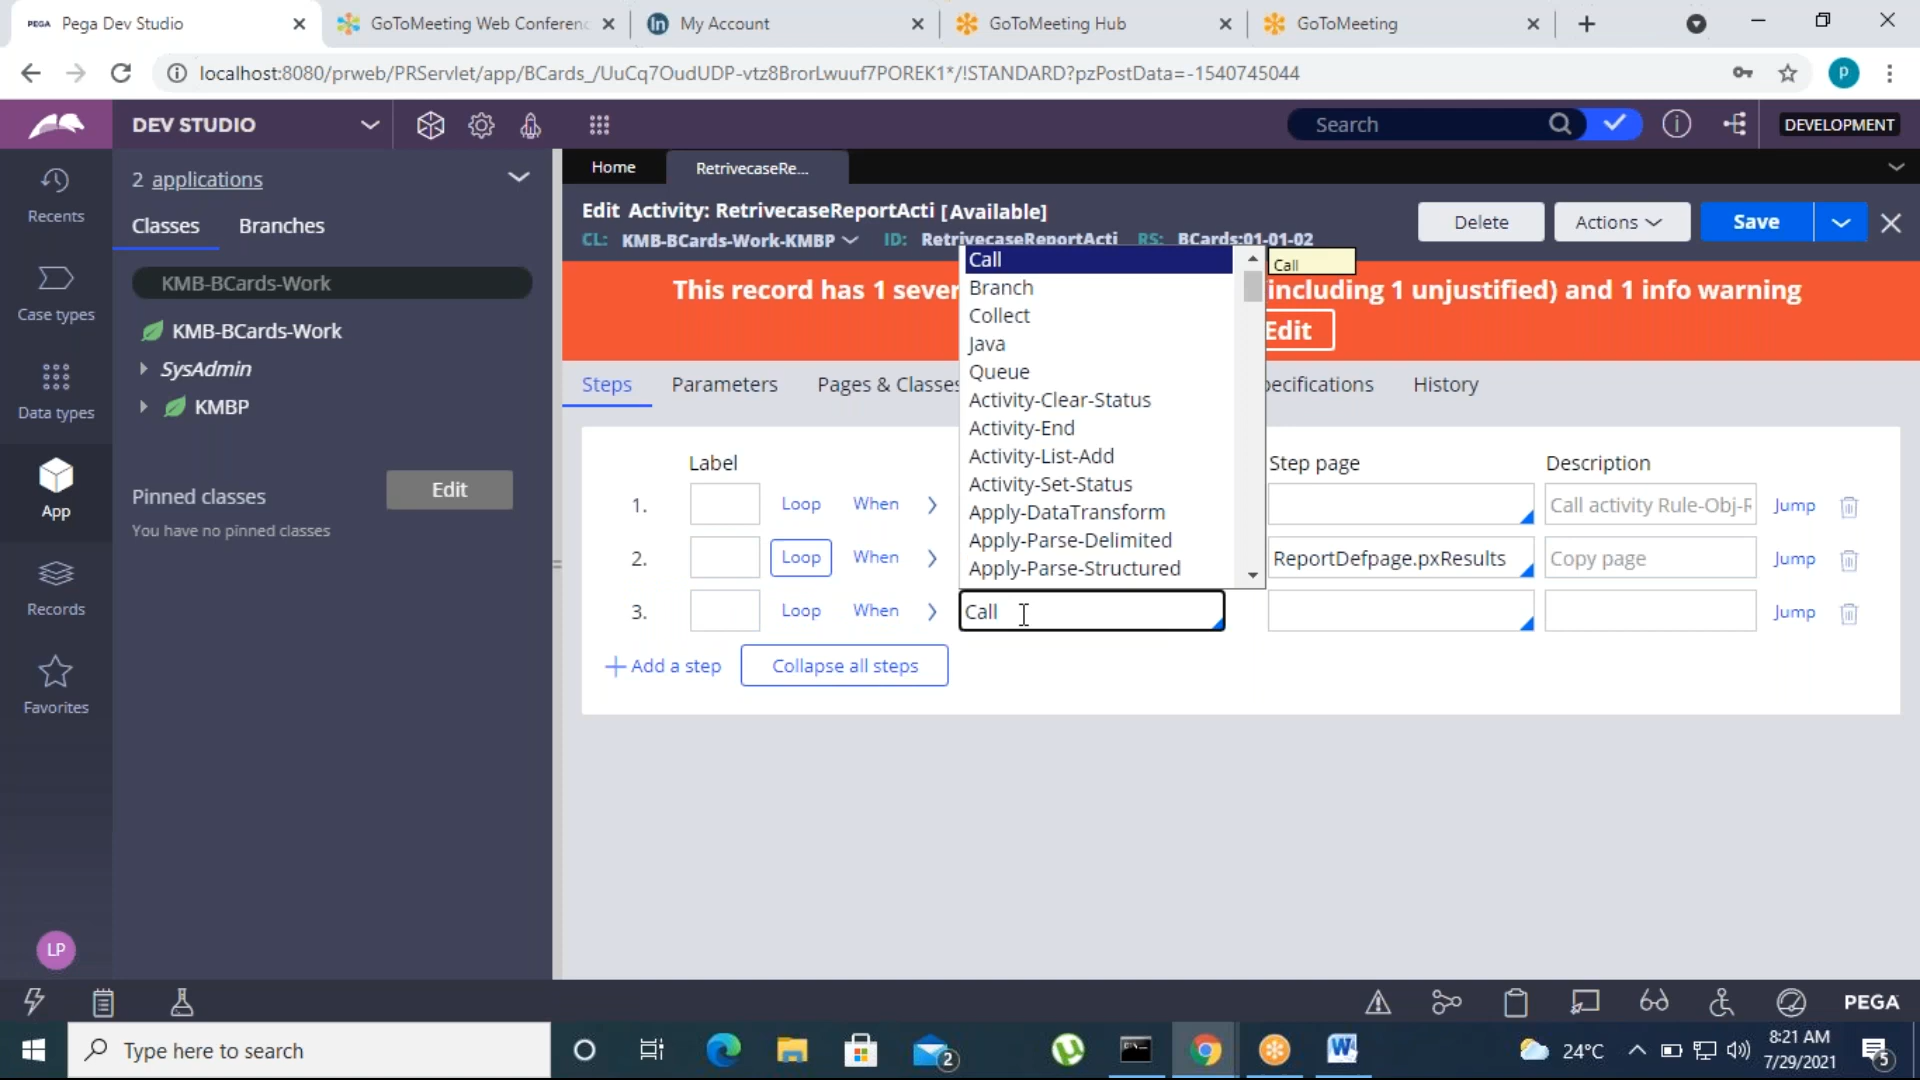 PEGA Pega Dev Studio
GoToMeeting Web Conferenc
in My Account
GoToMeeting Hub
GoToMeeting
localhost:8080/prweb/PRServlet/app/BCards_/UuCq7OudUDP-vtz8BrorLwuuf7POREK1*/!STANDARD?pzPostData=-1540745044
P
DEV STUDIO
Search
DEVELOPMENT
Recents
Case types
Data types
App
Records
Favorites
LP
2 applications
Classes
Branches
KMB-BCards-Work
KMB-BCards-Work
SysAdmin
KMBP
Pinned classes
Edit
You have no pinned classes
Home
RetrivecaseRe...
Edit Activity: RetrivecaseReportActi [Available]
CL: KMB-BCards-Work-KMBP ID: RetrivecaseReportActi RS: BCards:01-01-02
Delete
Actions
Save
This record has 1 sever
including 1 unjustified) and 1 info warning
Edit
Steps
Parameters
Pages & Classes
pecifications
History
Call
Branch
Collect
Java
Queue
Activity-Clear-Status
Activity-End
Activity-List-Add
Activity-Set-Status
Apply-DataTransform
Apply-Parse-Delimited
Apply-Parse-Structured
Call
Label
Step page
Description
1. Loop When Call activity Rule-Obj-R Jump
2. Loop When ReportDefpage.pxResults Copy page Jump
3. Loop When Call Jump
Add a step
Collapse all steps
PEGA
Type here to search
2
24°C
8:21 AM
7/29/2021
5